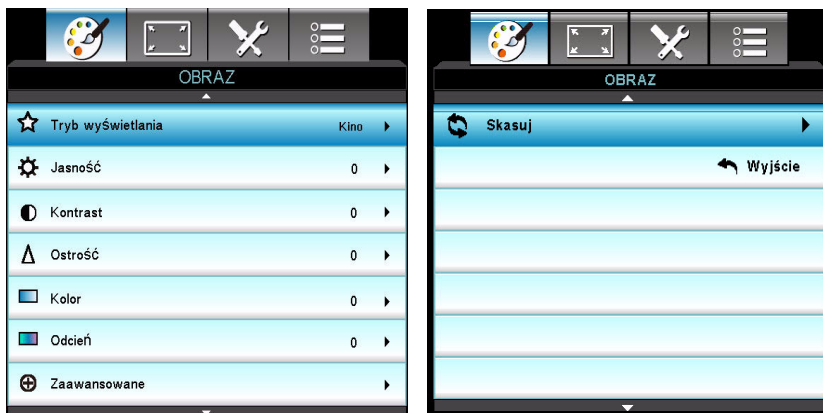 OBRAZ
Tryb wyświetlania Kino
Jasność 0
Kontrast 0
Ostrość 0
Kolor 0
Odcień 0
Zaawansowane
OBRAZ
Skasuj
Wyjście